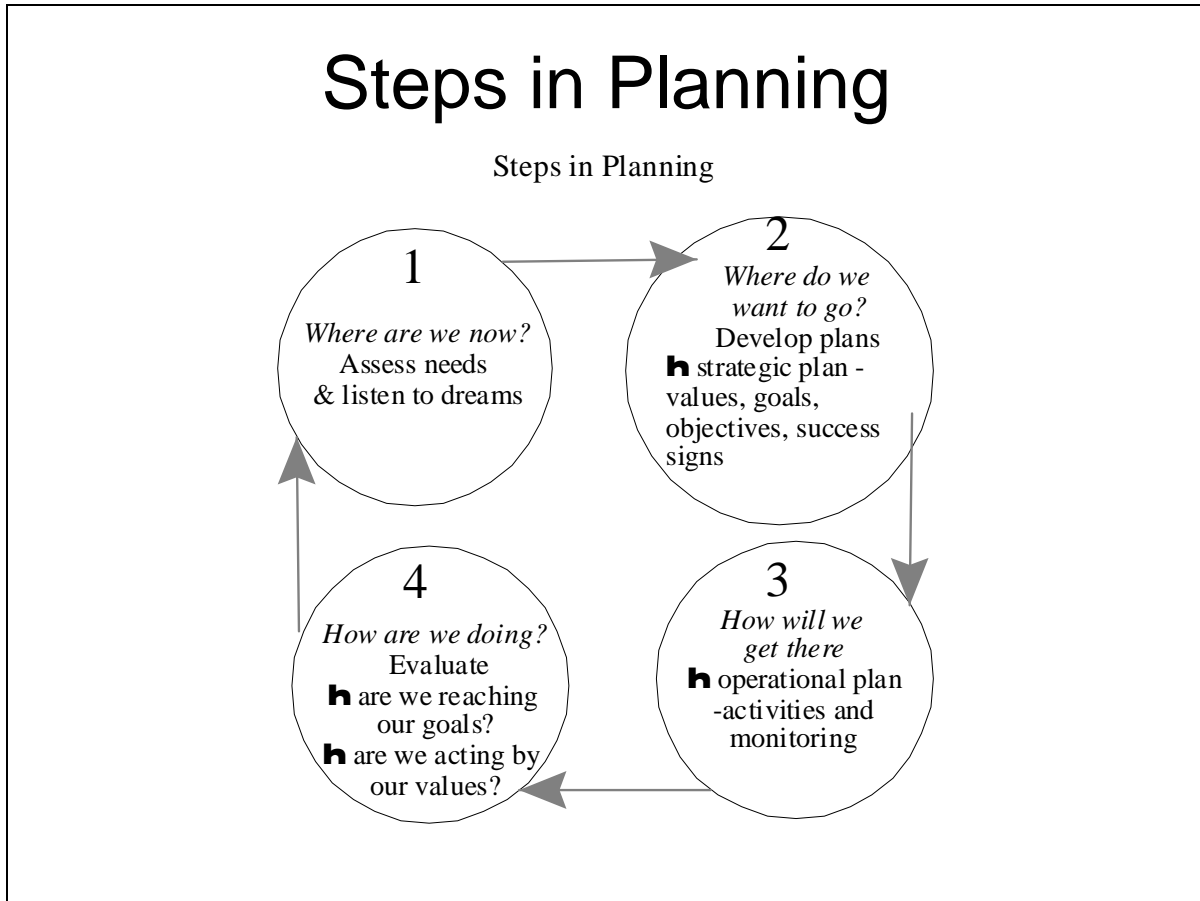 Steps in Planning
Steps in Planning
1
Where are we now?
Assess needs
& listen to dreams
2
Where do we
want to go?
Develop plans
h strategic plan -
values, goals,
objectives, success
signs
3
How will we
get there
h operational plan
-activities and
monitoring
4
How are we doing?
Evaluate
h are we reaching
our goals?
h are we acting by
our values?